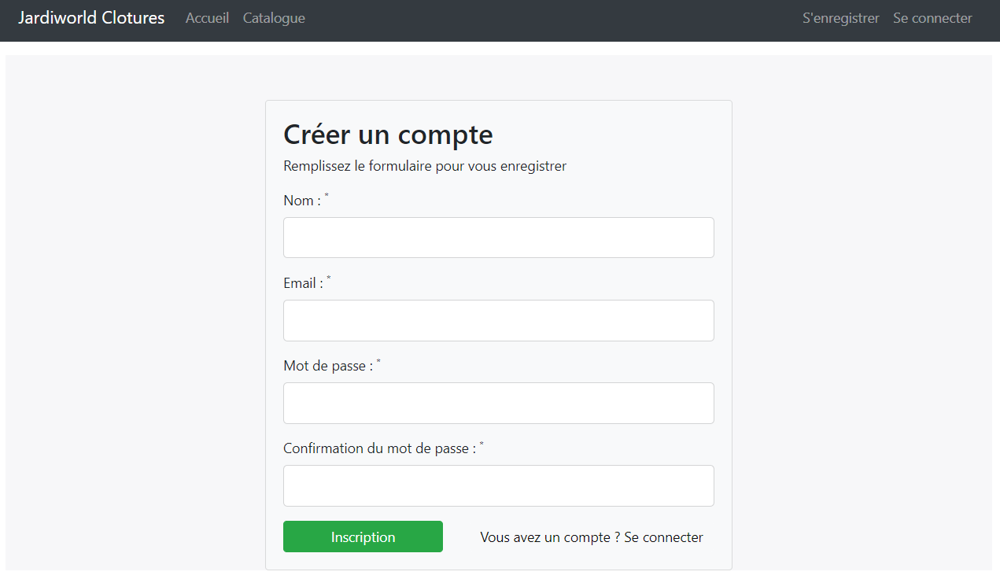 Jardiworld Clotures Accueil Catalogue S'enregistrer Se connecter
Créer un compte
Remplissez le formulaire pour vous enregistrer
Nom : *
Email : *
Mot de passe : *
Confirmation du mot de passe : *
Inscription Vous avez un compte ? Se connecter